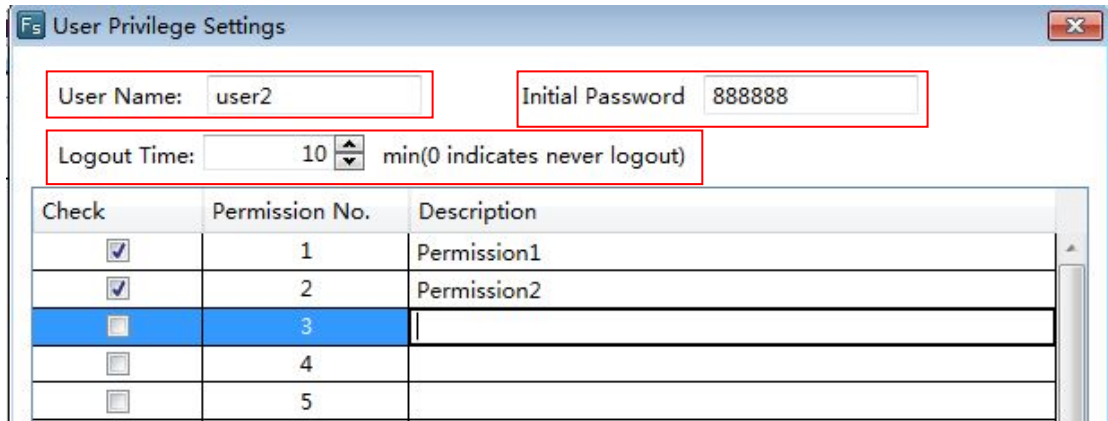 Fs User Privilege Settings
User Name: user2 Initial Password 888888
Logout Time: 10 min(0 indicates never logout)
Check Permission No. Description
1 Permission1
2 Permission2
3
4
5